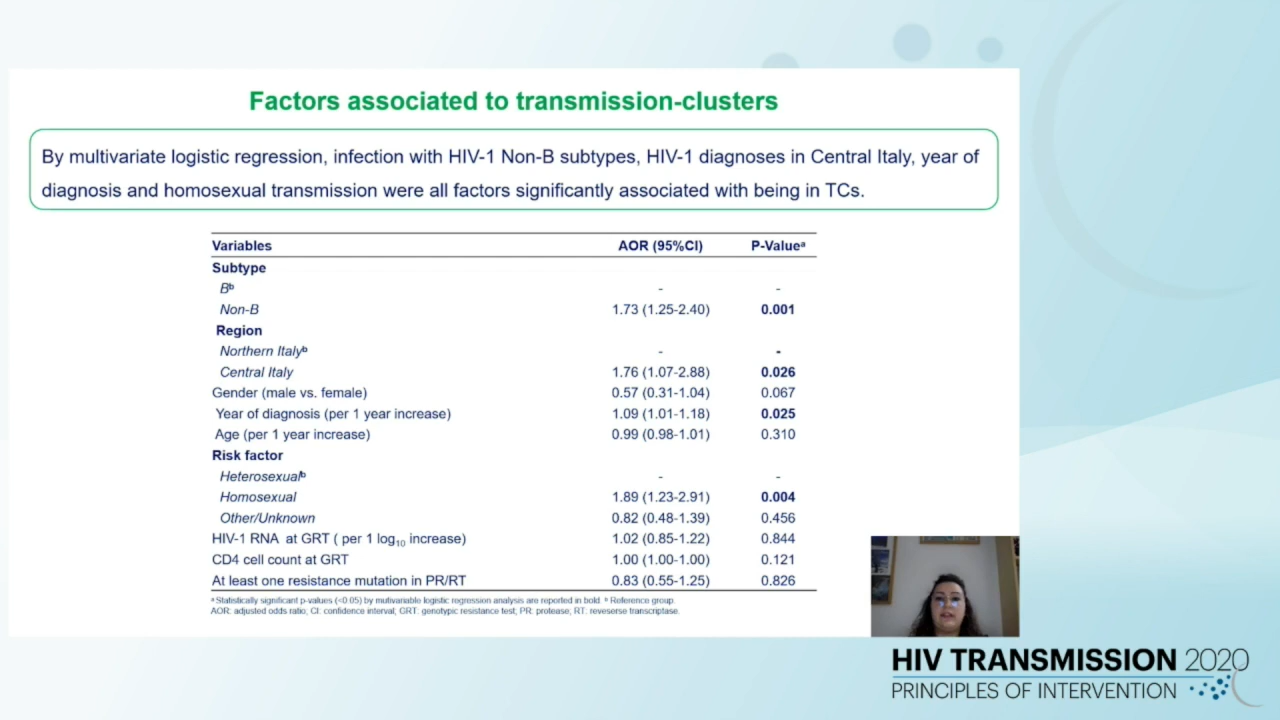 Factors associated to transmission-clusters
By multivariate logistic regression, infection with HIV-1 Non-B subtypes, HIV-1 diagnoses in Central Italy, year of
diagnosis and homosexual transmission were all factors significantly associated with being in TCs.
Variables AOR (95%CI) P-Valueᵃ
Subtype
Bᵇ - -
Non-B 1.73 (1.25-2.40) 0.001
Region
Northern Italyᵇ - -
Central Italy 1.76 (1.07-2.88) 0.026
Gender (male vs. female) 0.57 (0.31-1.04) 0.067
Year of diagnosis (per 1 year increase) 1.09 (1.01-1.18) 0.025
Age (per 1 year increase) 0.99 (0.98-1.01) 0.310
Risk factor
Heterosexualᵇ - -
Homosexual 1.89 (1.23-2.91) 0.004
Other/Unknown 0.82 (0.48-1.39) 0.456
HIV-1 RNA at GRT ( per 1 log₁₀ increase) 1.02 (0.85-1.22) 0.844
CD4 cell count at GRT 1.00 (1.00-1.00) 0.121
At least one resistance mutation in PR/RT 0.83 (0.55-1.25) 0.826
ᵃ Statistically significant p-values (<0.05) by mutivariable logistic regression analysis are reported in bold. ᵇ Reference group.
AOR: adjusted odds ratio; CI: confidence interval; GRT: genotypic resistance test; PR: protease; RT: reveserse transcriptase.
HIV TRANSMISSION 2020
PRINCIPLES OF INTERVENTION